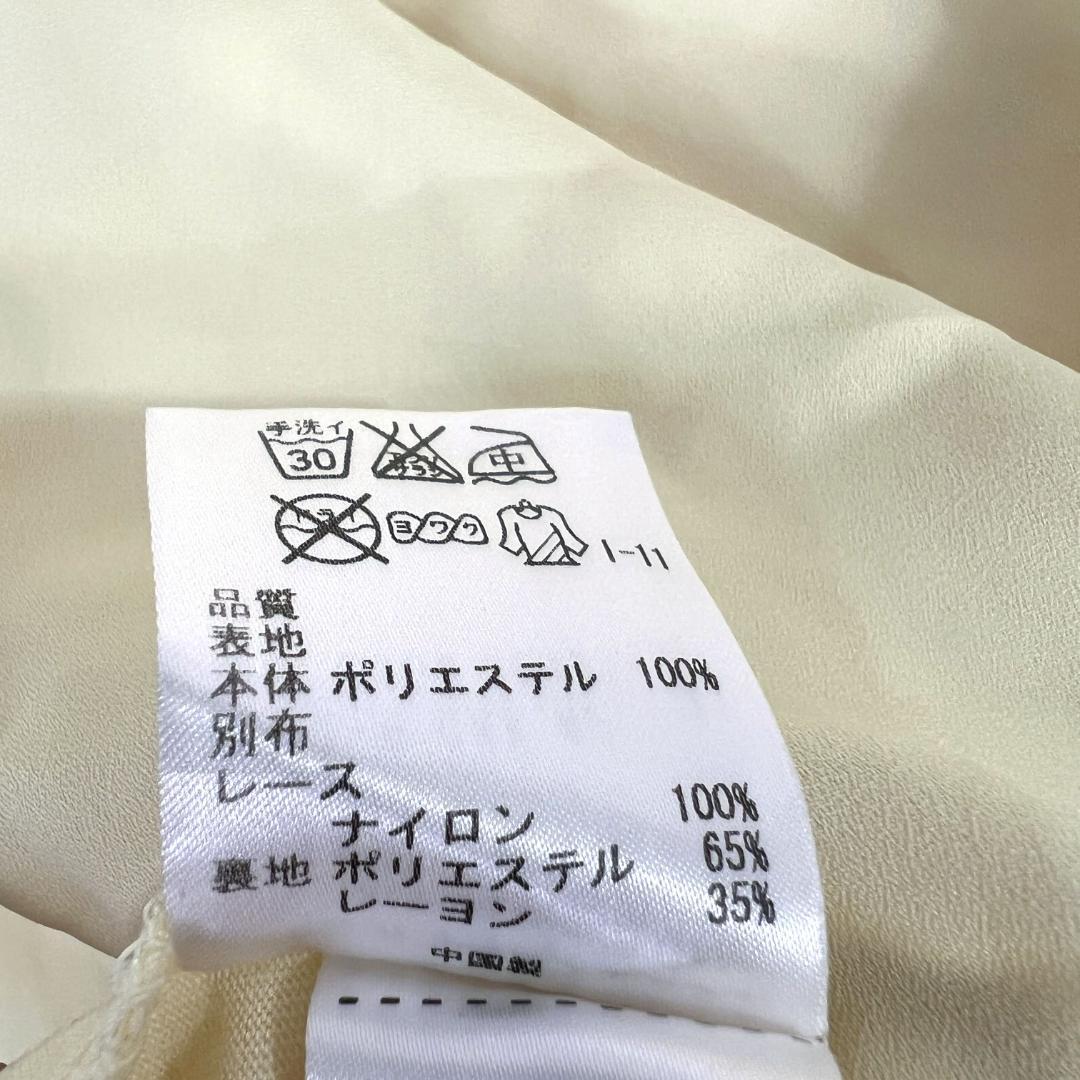 手洗イ
30
中
ヨワク
1-11
品質
表地
本体 ポリエステル 100%
別布
レース
ナイロン 100%
裏地 ポリエステル 65%
レーヨン 35%
中国製